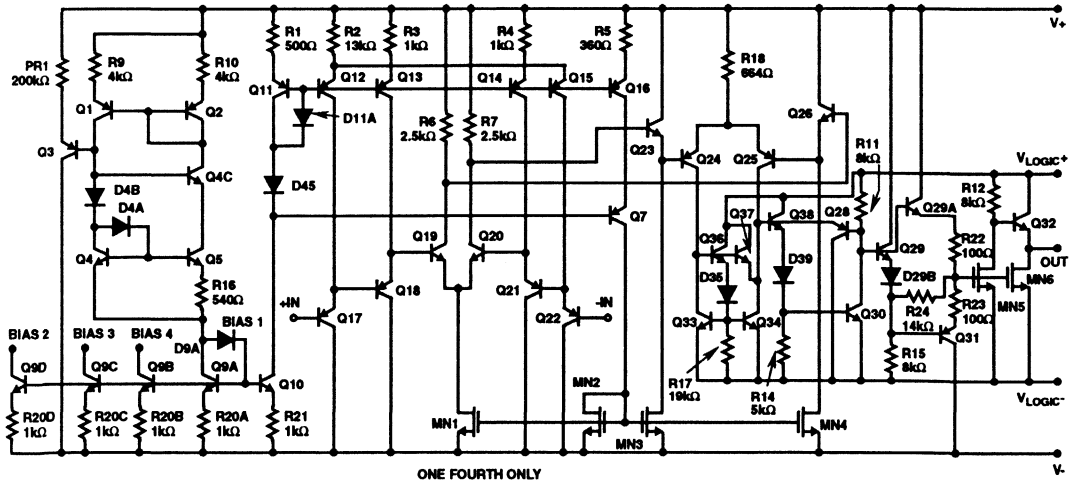 V+
PR1
200kΩ
R9
4kΩ
R10
4kΩ
R1
500Ω
R2
13kΩ
R3
1kΩ
R4
1kΩ
R5
360Ω
R18
664Ω
Q1
Q2
Q3
Q4C
Q11
Q12
Q13
Q14
Q15
Q16
D11A
R6
2.5kΩ
R7
2.5kΩ
Q23
Q24
Q25
Q26
R11
8kΩ
VLOGIC+
D4B
D4A
D45
Q7
Q4
Q5
R16
540Ω
Q19
Q20
Q36
Q37
Q38
Q28
Q29A
Q29
R12
8kΩ
Q32
R22
100Ω
OUT
D35
D39
D29B
MN5
MN6
+IN
Q17
Q18
Q21
Q22
-IN
Q33
Q34
Q30
R24
14kΩ
R23
100Ω
Q31
R15
8kΩ
BIAS 2
BIAS 3
BIAS 4
BIAS 1
D9A
Q9D
Q9C
Q9B
Q9A
Q10
R17
19kΩ
R14
5kΩ
VLOGIC-
R20D
1kΩ
R20C
1kΩ
R20B
1kΩ
R20A
1kΩ
R21
1kΩ
MN1
MN2
MN3
MN4
V-
ONE FOURTH ONLY